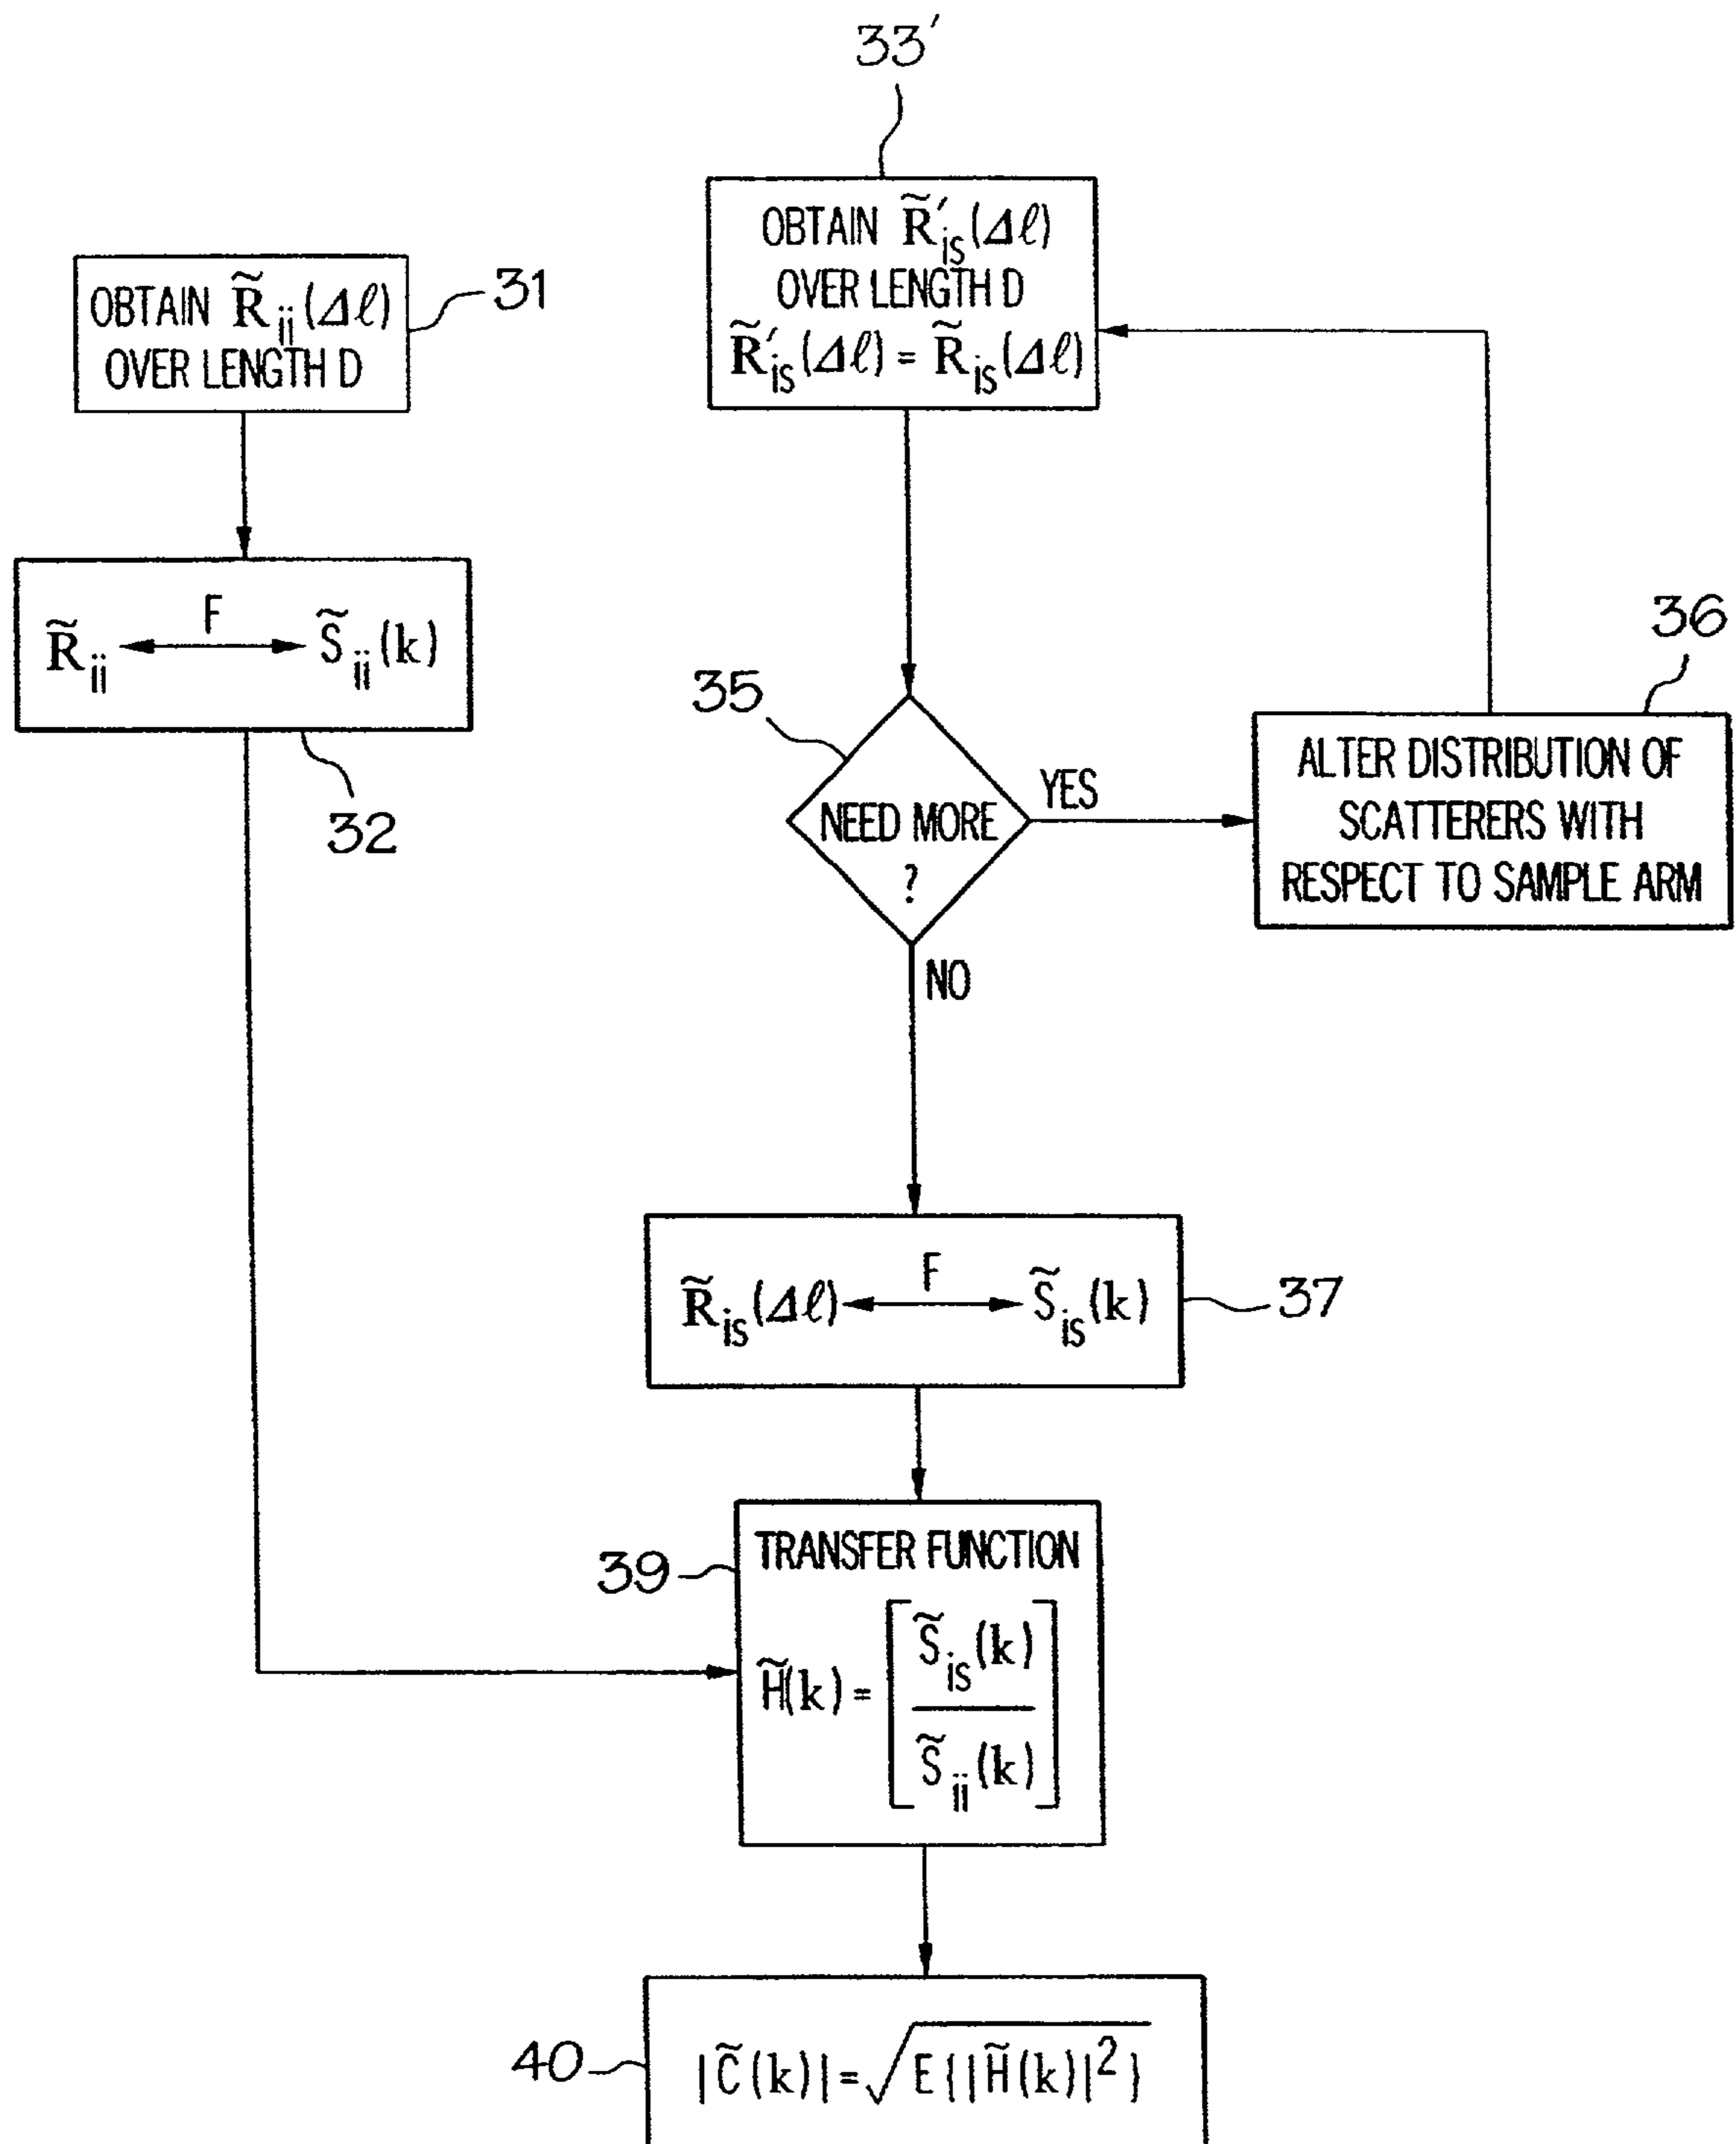 33'
OBTAIN R̃'is(Δℓ)
OVER LENGTH D
R̃'is(Δℓ) = R̃is(Δℓ)
OBTAIN R̃ii(Δℓ)
OVER LENGTH D
31
F
R̃ii S̃ii(k)
32
35
NEED MORE
?
YES
NO
36
ALTER DISTRIBUTION OF
SCATTERERS WITH
RESPECT TO SAMPLE ARM
F
R̃is(Δℓ) S̃is(k)
37
39
TRANSFER FUNCTION
H̃(k) = [S̃is(k) / S̃ii(k)]
40
|C̃(k)| = √E{|H̃(k)|²}